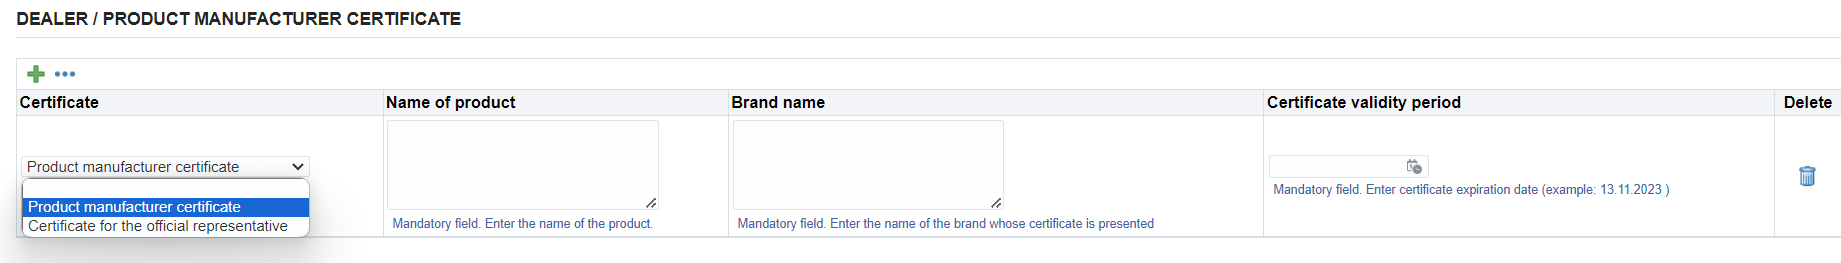 DEALER / PRODUCT MANUFACTURER CERTIFICATE
Certificate
Name of product
Brand name
Certificate validity period
Delete
Product manufacturer certificate
Product manufacturer certificate
Certificate for the official representative
Mandatory field. Enter the name of the product.
Mandatory field. Enter the name of the brand whose certificate is presented
Mandatory field. Enter certificate expiration date (example: 13.11.2023 )